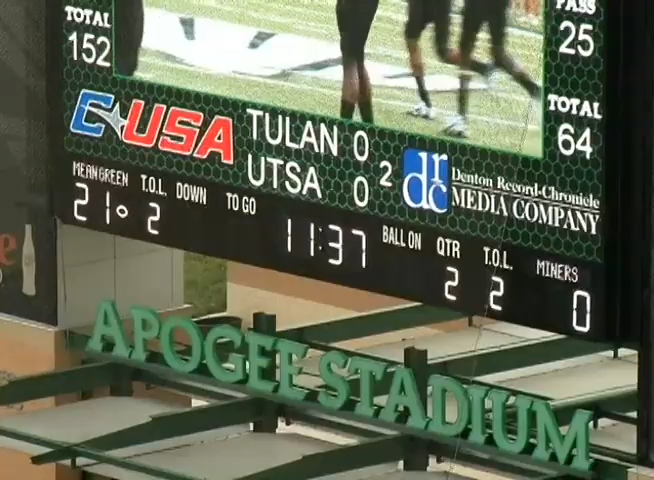 TOTAL
152
PASS
25
TOTAL
64
C USA
TULAN 0
UTSA 0
2
drc
Denton Record-Chronicle
MEDIA COMPANY
MEAN GREEN T.O.L. DOWN TO GO BALL ON QTR T.O.L. MINERS
21 2 11:37 2 2 0
APOGEE STADIUM